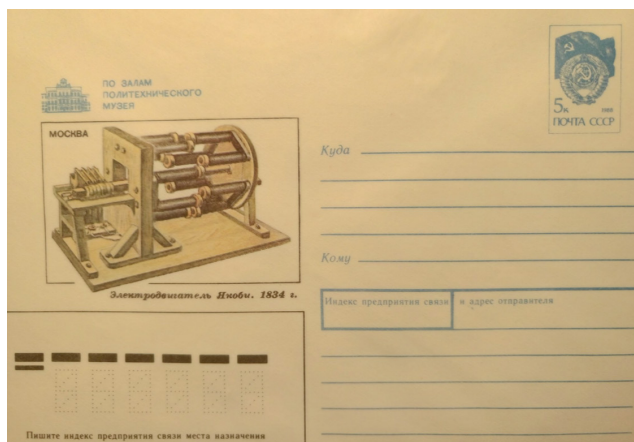 ПО ЗАЛАМ
ПОЛИТЕХНИЧЕСКОГО
МУЗЕЯ
5к
1988
ПОЧТА СССР
МОСКВА
Электродвигатель Якоби. 1834 г.
Куда
Кому
Индекс предприятия связи и адрес отправителя
Пишите индекс предприятия связи места назначения